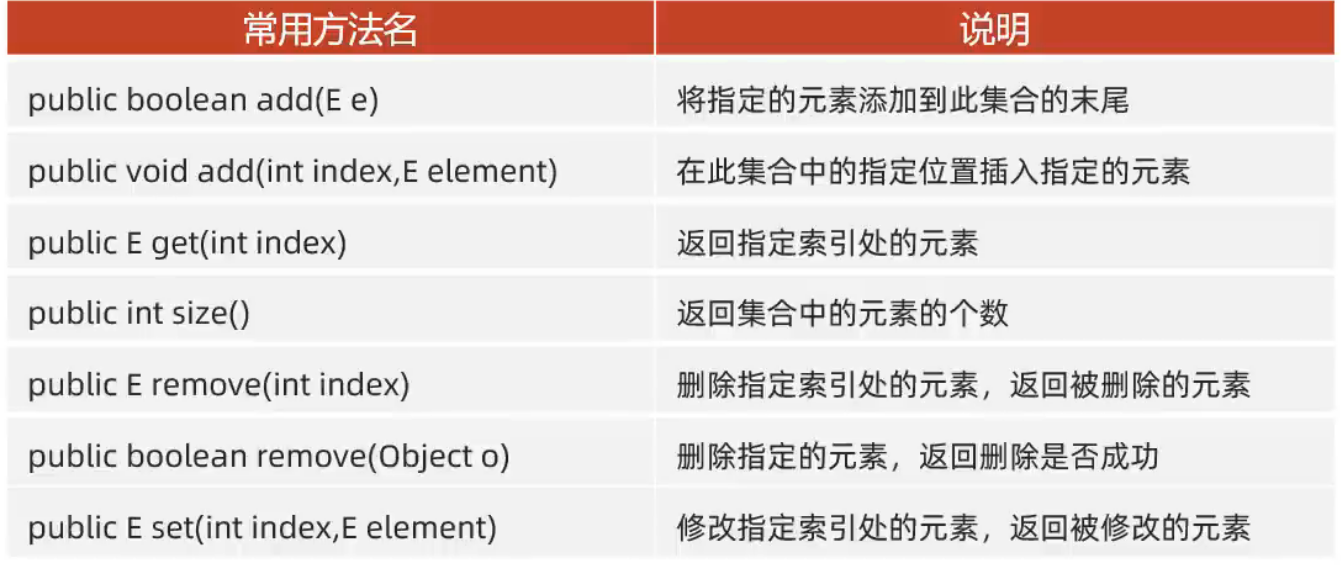 常用方法名 说明
public boolean add(E e) 将指定的元素添加到此集合的末尾
public void add(int index,E element) 在此集合中的指定位置插入指定的元素
public E get(int index) 返回指定索引处的元素
public int size() 返回集合中的元素的个数
public E remove(int index) 删除指定索引处的元素，返回被删除的元素
public boolean remove(Object o) 删除指定的元素，返回删除是否成功
public E set(int index,E element) 修改指定索引处的元素，返回被修改的元素